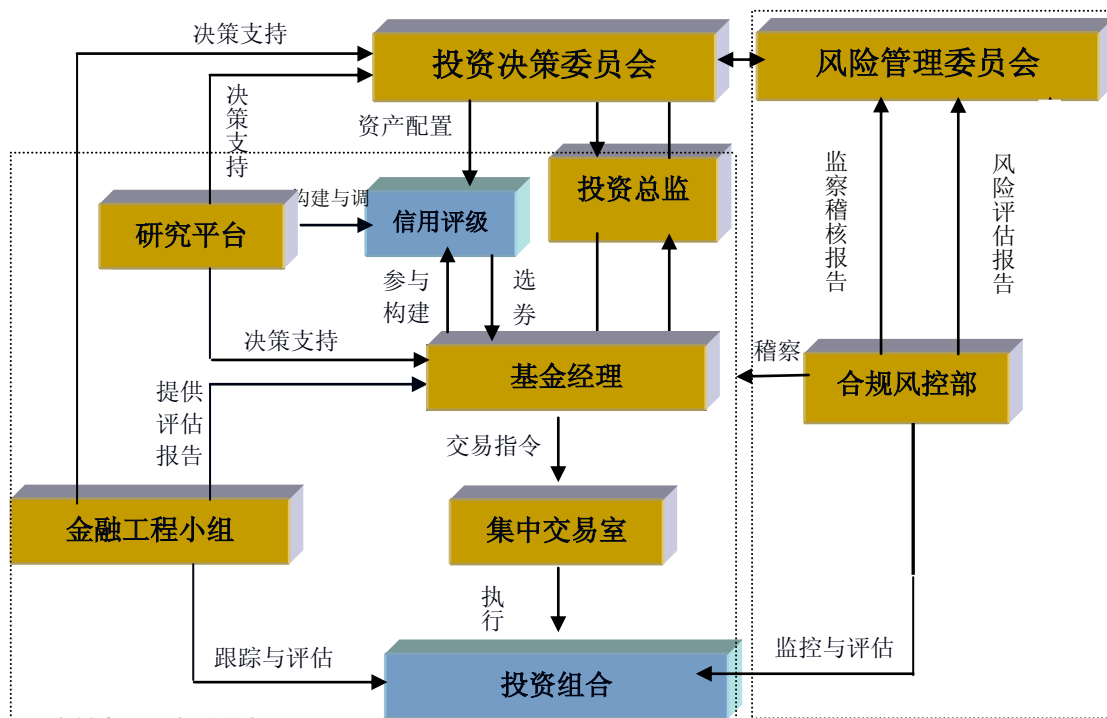 决策支持
投资决策委员会
风险管理委员会
决策支持
资产配置
监察稽核报告
风险评估报告
投资总监
构建与调
信用评级
研究平台
参与
构建
选
券
决策支持
基金经理
稽察
合规风控部
提供
评估
报告
交易指令
金融工程小组
集中交易室
执行
跟踪与评估
监控与评估
投资组合